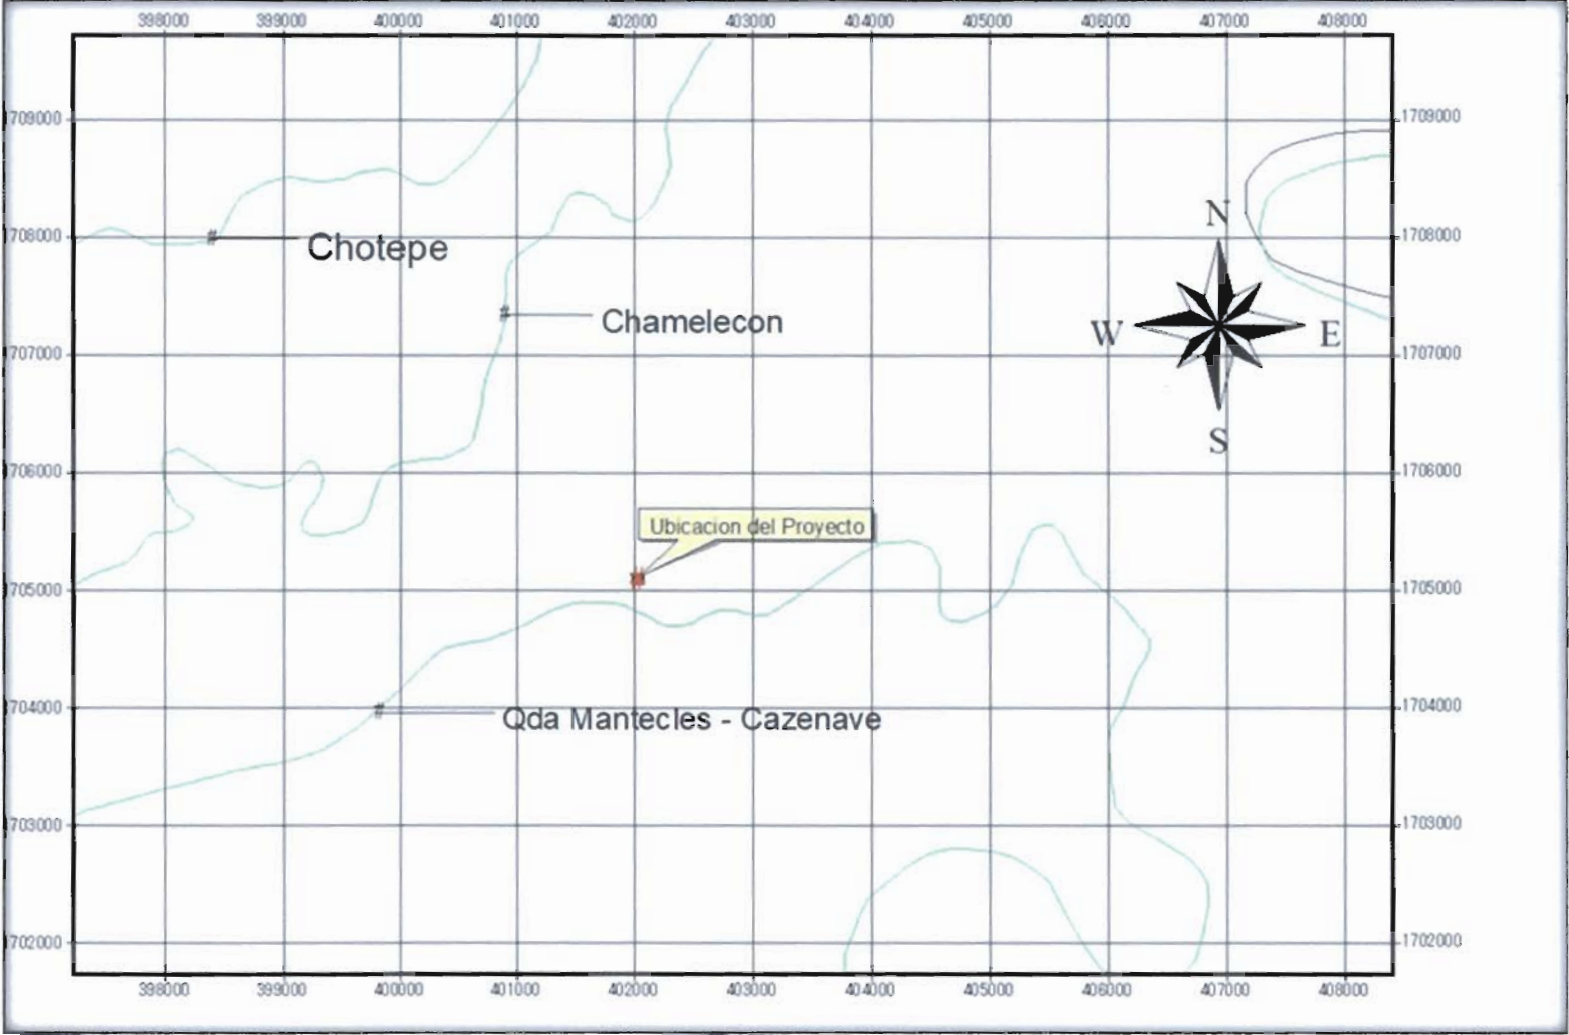 398000 399000 400000 401000 402000 403000 404000 405000 406000 407000 408000
1709000 1709000
N
1708000 Chotepe 1708000
Chamelecon
W E
1707000 1707000
S
1706000 1706000
Ubicacion del Proyecto
1705000 1705000
1704000 1704000
Qda Mantecles - Cazenave
1703000 1703000
1702000 1702000
398000 399000 400000 401000 402000 403000 404000 405000 406000 407000 408000